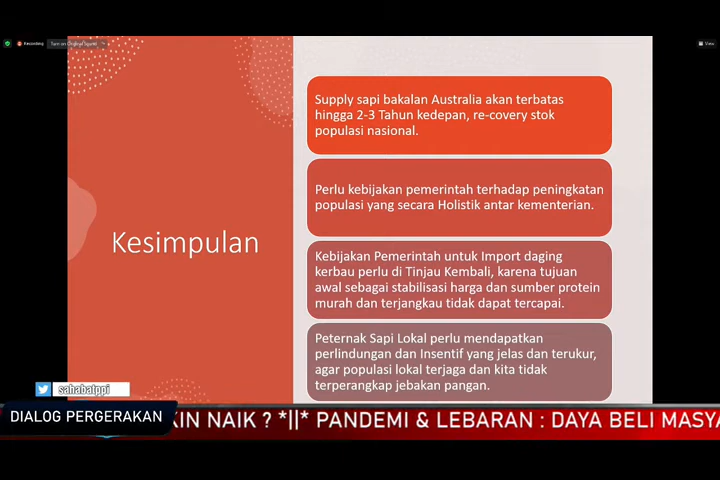 Recording
View
Supply sapi bakalan Australia akan terbatas
hingga 2-3 Tahun kedepan, re-covery stok
populasi nasional.
Perlu kebijakan pemerintah terhadap peningkatan
populasi yang secara Holistik antar kementerian.
Kesimpulan
Kebijakan Pemerintah untuk Import daging
kerbau perlu di Tinjau Kembali, karena tujuan
awal sebagai stabilisasi harga dan sumber protein
murah dan terjangkau tidak dapat tercapai.
Peternak Sapi Lokal perlu mendapatkan
perlindungan dan Insentif yang jelas dan terukur,
agar populasi lokal terjaga dan kita tidak
terperangkap jebakan pangan.
sahabatppi
DIALOG PERGERAKAN
KIN NAIK ? *||* PANDEMI & LEBARAN : DAYA BELI MASYA